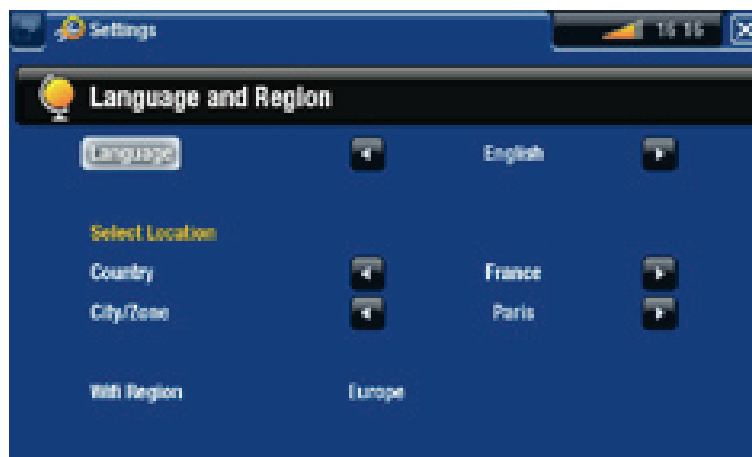 Settings 16 16
Language and Region
Language English
Select Location
Country France
City/Zone Paris
Wifi Region Europe